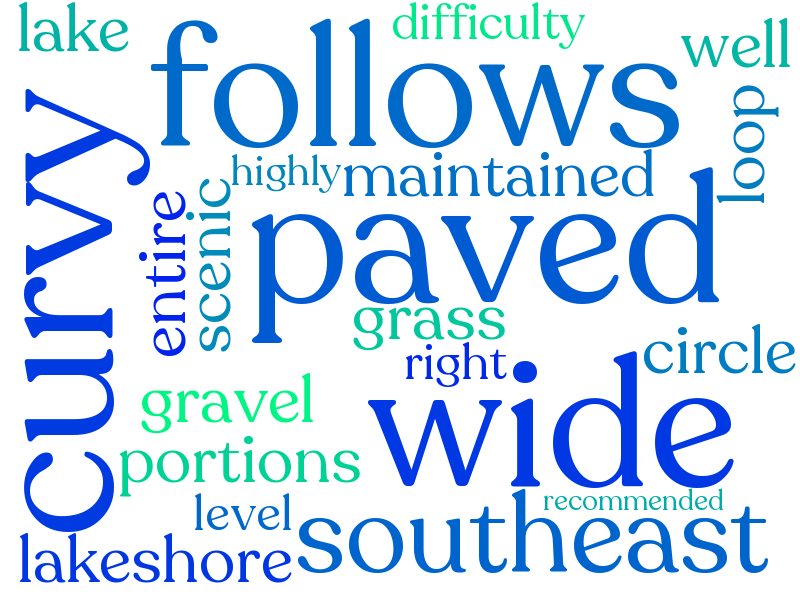 lake
difficulty
well
follows
curvy
loop
highly
maintained
entire
scenic
paved
grass
right
circle
gravel
wide
portions
level
recommended
southeast
lakeshore